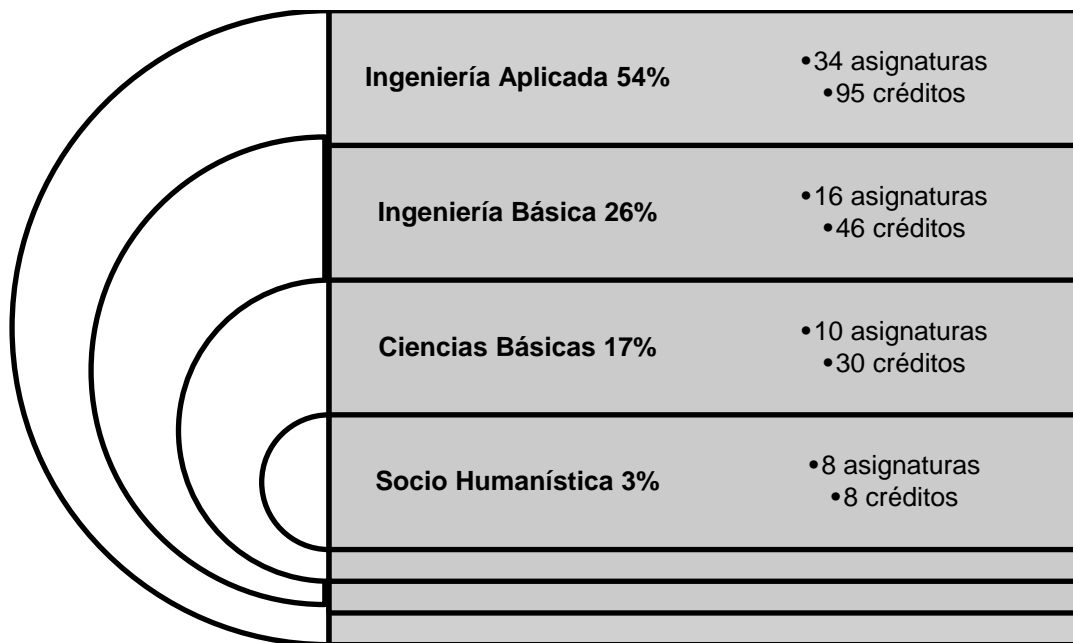 Ingeniería Aplicada 54%
•34 asignaturas
•95 créditos
Ingeniería Básica 26%
•16 asignaturas
•46 créditos
Ciencias Básicas 17%
•10 asignaturas
•30 créditos
Socio Humanística 3%
•8 asignaturas
•8 créditos